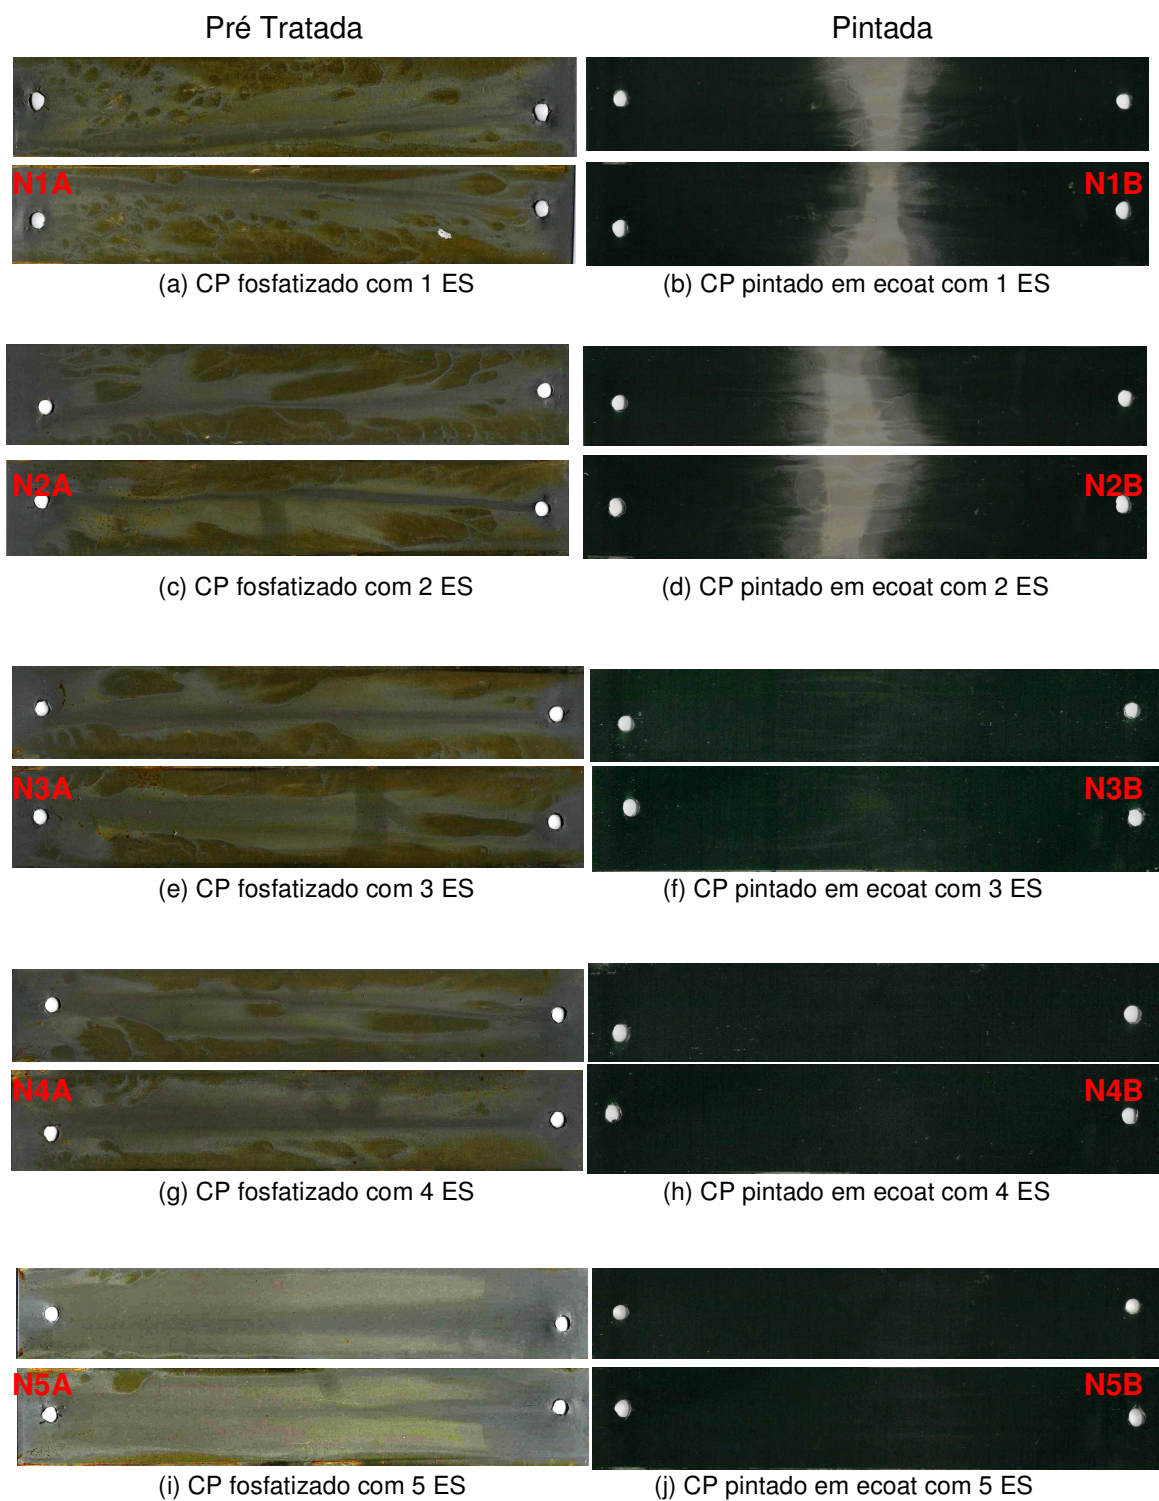 Pré Tratada
Pintada
N1A
N1B
(a) CP fosfatizado com 1 ES
(b) CP pintado em ecoat com 1 ES
N2A
N2B
(c) CP fosfatizado com 2 ES
(d) CP pintado em ecoat com 2 ES
N3A
N3B
(e) CP fosfatizado com 3 ES
(f) CP pintado em ecoat com 3 ES
N4A
N4B
(g) CP fosfatizado com 4 ES
(h) CP pintado em ecoat com 4 ES
N5A
N5B
(i) CP fosfatizado com 5 ES
(j) CP pintado em ecoat com 5 ES